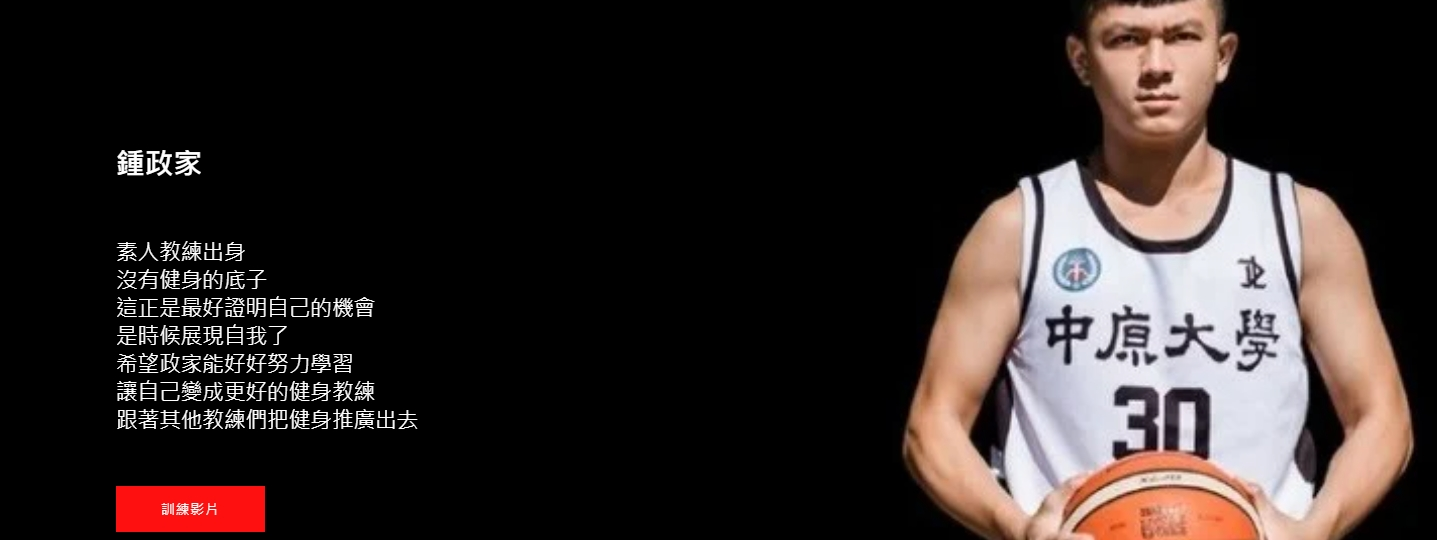 鍾政家
素人教練出身
沒有健身的底子
這正是最好證明自己的機會
是時候展現自我了
希望政家能好好努力學習
讓自己變成更好的健身教練
跟著其他教練們把健身推廣出去
訓練影片
中原大學
30